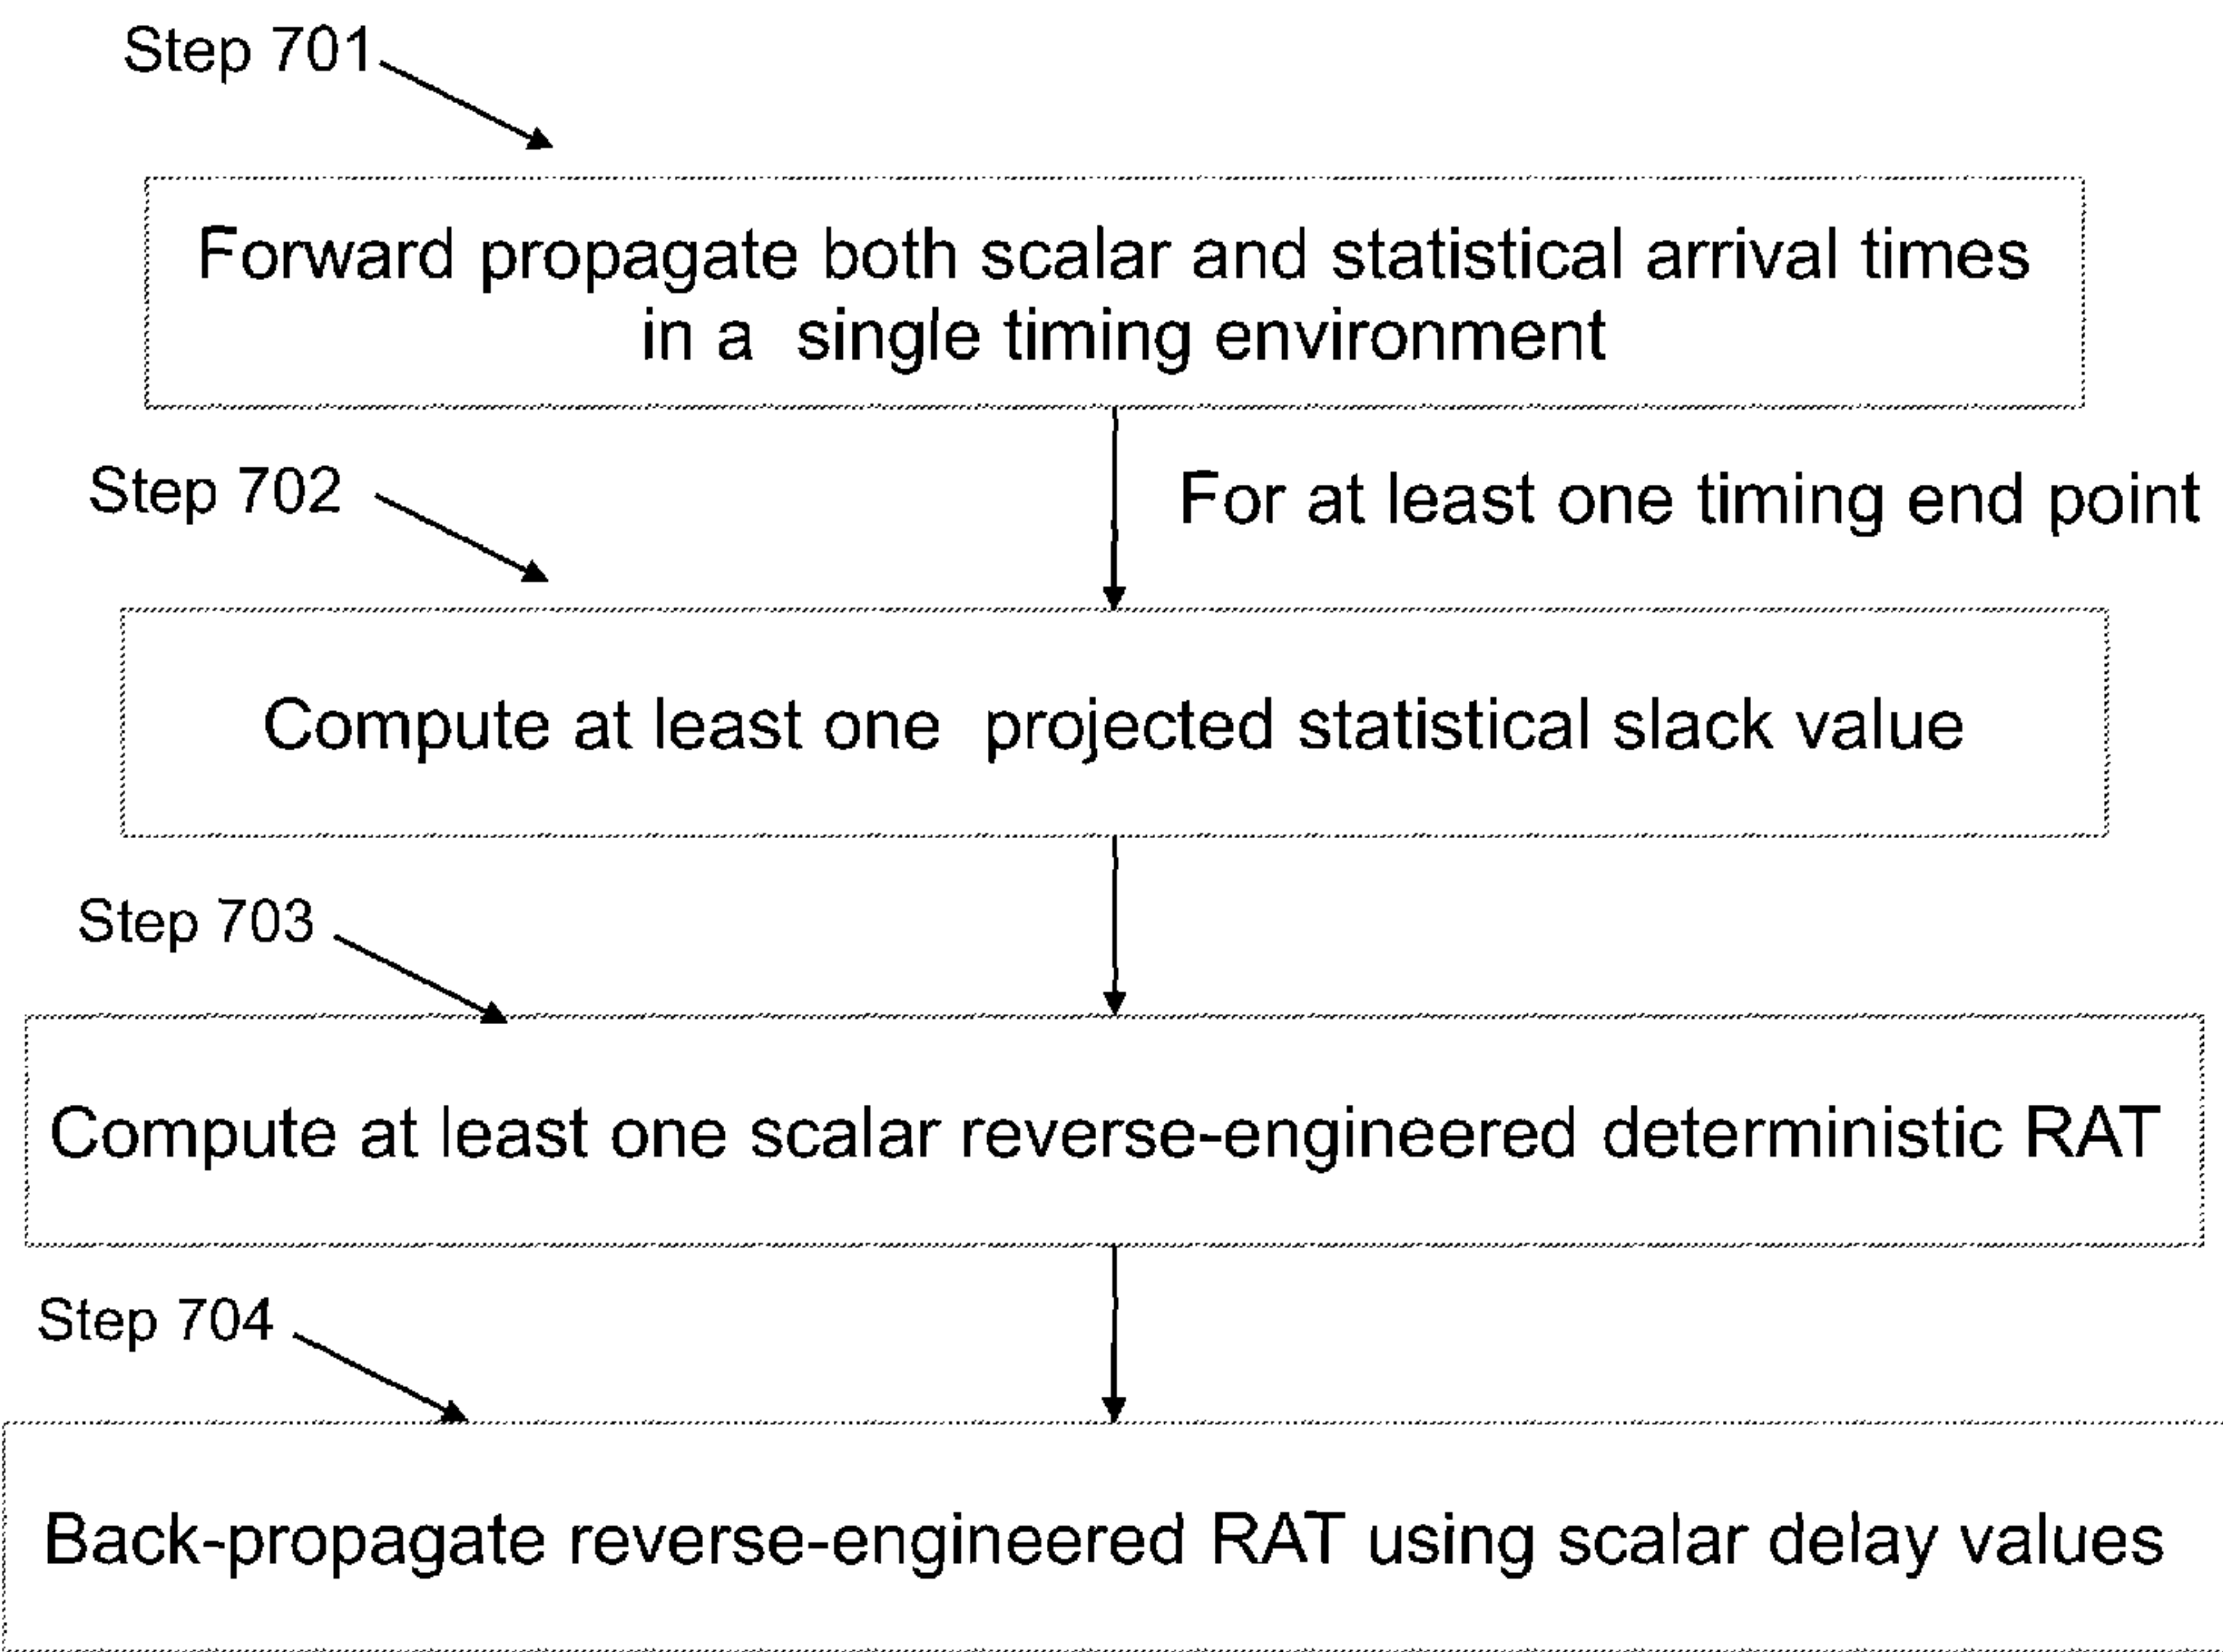 Step 701
Forward propagate both scalar and statistical arrival times
in a single timing environment
Step 702
For at least one timing end point
Compute at least one projected statistical slack value
Step 703
Compute at least one scalar reverse-engineered deterministic RAT
Step 704
Back-propagate reverse-engineered RAT using scalar delay values